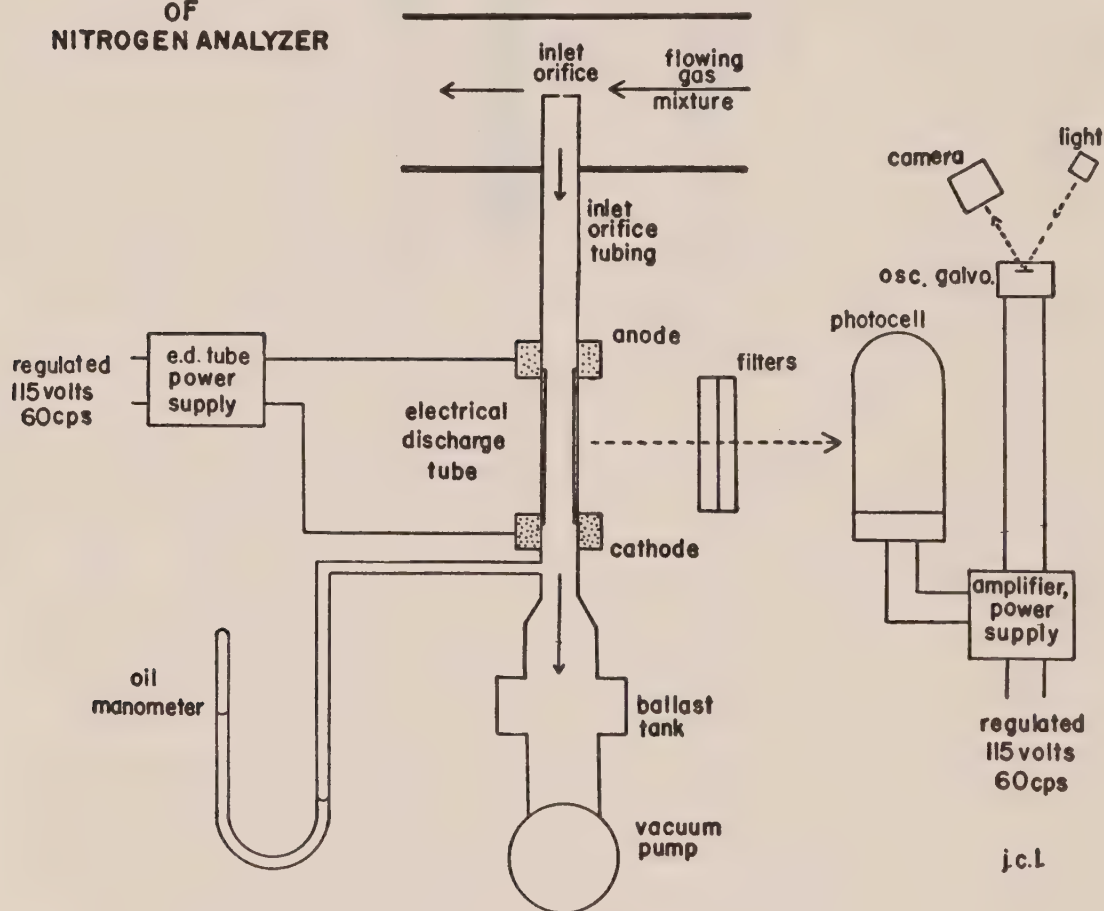 OF
NITROGEN ANALYZER
inlet
orifice
flowing
gas
mixture
camera
light
inlet
orifice
tubing
osc. galvo.
photocell
anode
filters
regulated
115 volts
60cps
e.d. tube
power
supply
electrical
discharge
tube
cathode
amplifier,
power
supply
oil
manometer
ballast
tank
regulated
115 volts
60cps
vacuum
pump
j.c.l.